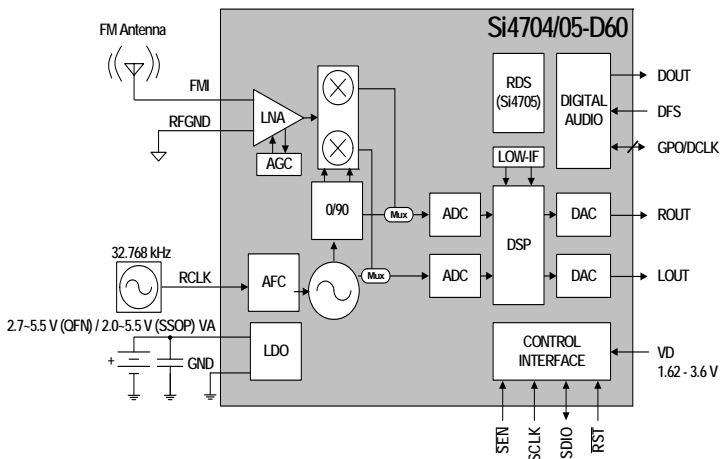 Si4704/05-D60
FM Antenna
FMI
RFGND
LNA
AGC
RDS
(Si4705)
DIGITAL
AUDIO
DOUT
DFS
GPO/DCLK
LOW-IF
0/90
Mux
ADC
DSP
DAC
ROUT
32.768 kHz
RCLK
AFC
Mux
ADC
DAC
LOUT
2.7~5.5 V (QFN) / 2.0~5.5 V (SSOP) VA
+
GND
LDO
CONTROL
INTERFACE
VD
1.62 - 3.6 V
SEN
SCLK
SDIO
RST